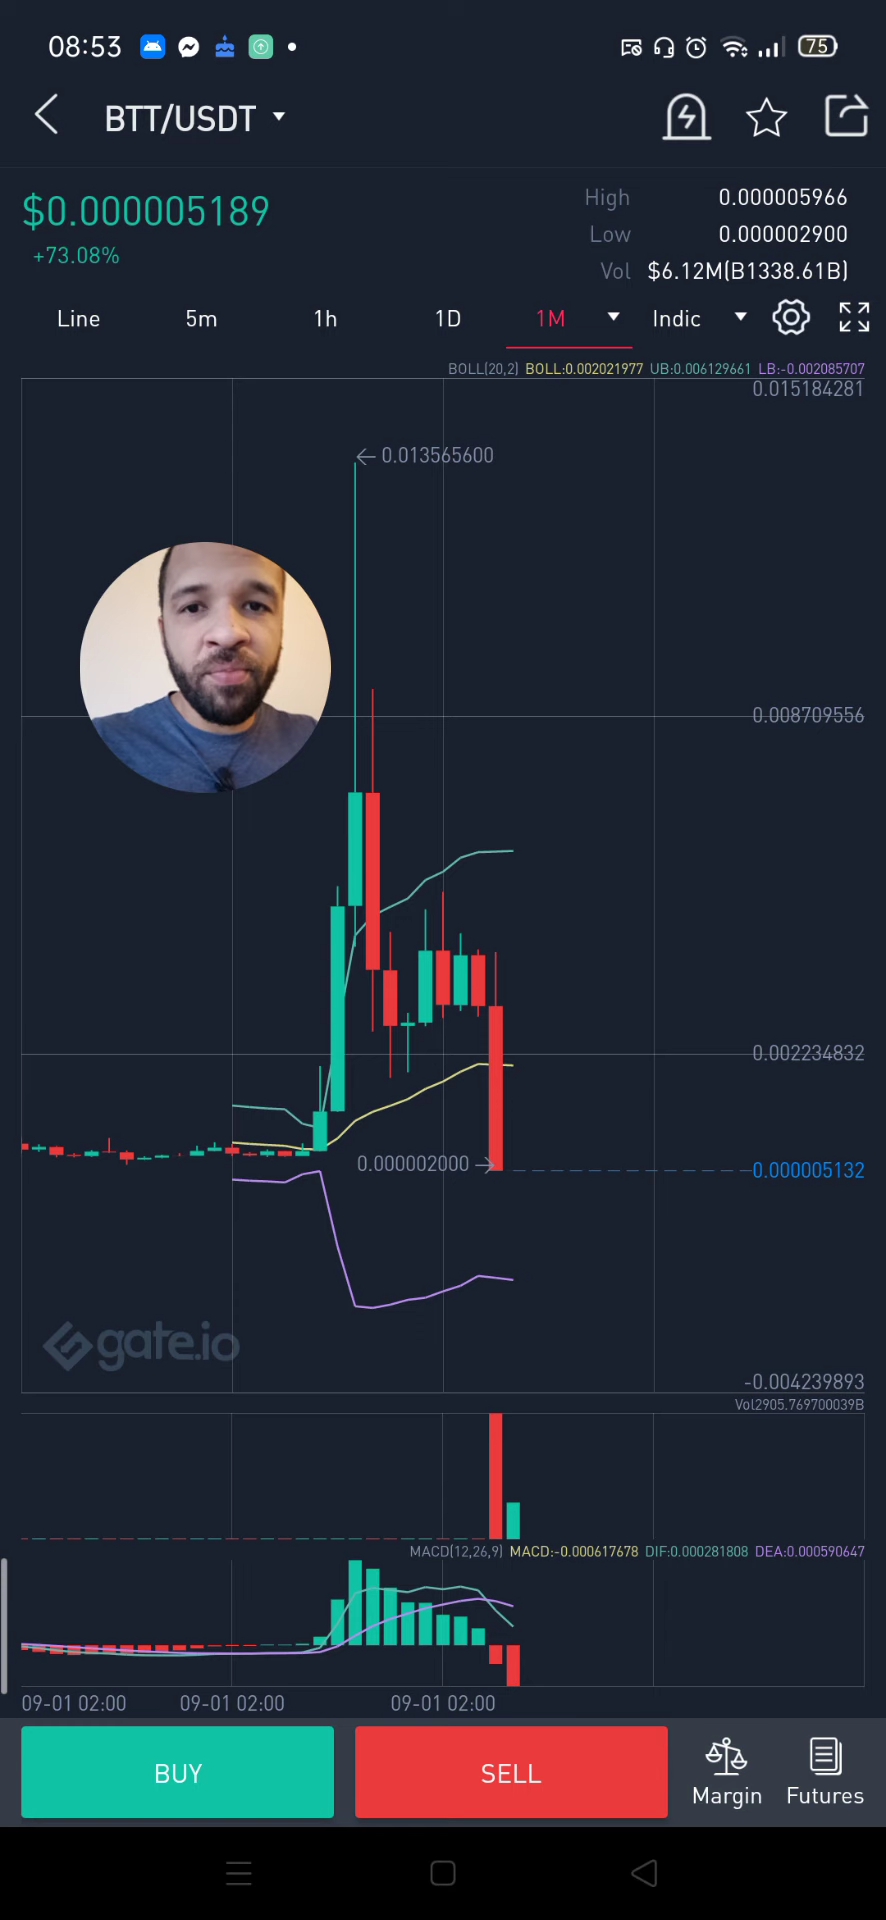 08:53
75
BTT/USDT
$0.000005189
+73.08%
High 0.000005966
Low 0.000002900
Vol $6.12M(B1338.61B)
Line 5m 1h 1D 1M Indic
BOLL(20,2) BOLL:0.002021977 UB:0.006129661 LB:-0.002085707
0.015184281
0.013565600
0.008709556
0.002234832
0.000002000
0.000005132
gate.io
-0.004239893
Vol2905.769700039B
MACD(12,26,9) MACD:-0.000617678 DIF:0.000281808 DEA:0.000590647
09-01 02:00 09-01 02:00 09-01 02:00
BUY SELL Margin Futures